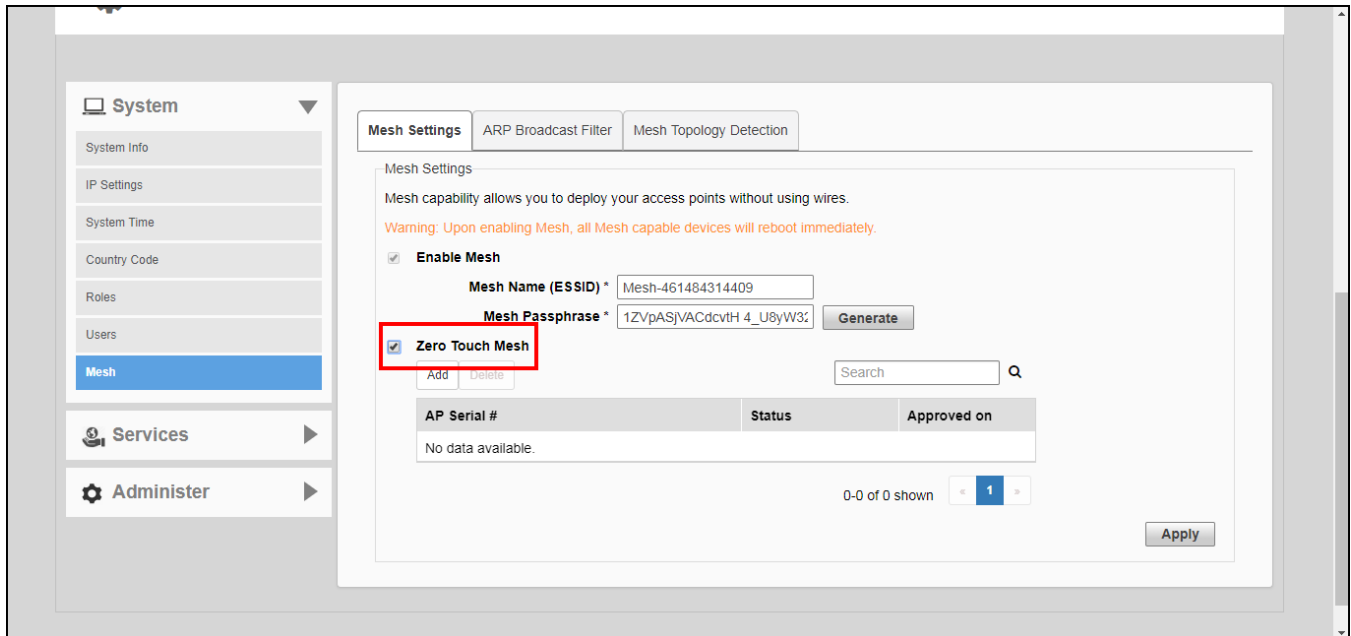 System
System Info
IP Settings
System Time
Country Code
Roles
Users
Mesh
Services
Administer
Mesh Settings ARP Broadcast Filter Mesh Topology Detection
Mesh Settings
Mesh capability allows you to deploy your access points without using wires.
Warning: Upon enabling Mesh, all Mesh capable devices will reboot immediately.
Enable Mesh
Mesh Name (ESSID) * Mesh-461484314409
Mesh Passphrase * 1ZVpASjVACdcvtH 4_U8yW32 Generate
Zero Touch Mesh
Add Delete Search
AP Serial # Status Approved on
No data available.
0-0 of 0 shown « 1 »
Apply